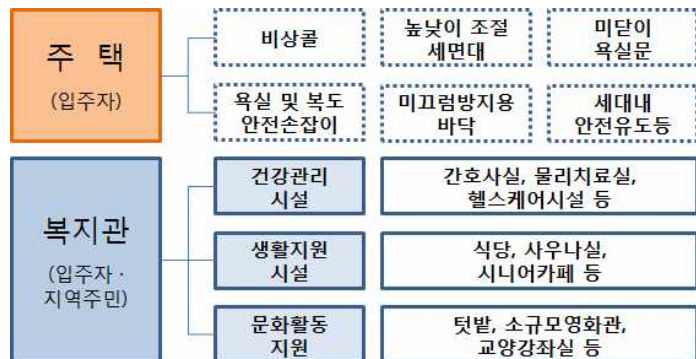 주 택
(입주자)
비상콜
높낮이 조절
세면대
미닫이
욕실문
욕실 및 복도
안전손잡이
미끄럼방지용
바닥
세대내
안전유도등
복지관
(입주자 ·
지역주민)
건강관리
시설
간호사실, 물리치료실,
헬스케어시설 등
생활지원
시설
식당, 사우나실,
시니어카페 등
문화활동
지원
텃밭, 소규모영화관,
교양강좌실 등